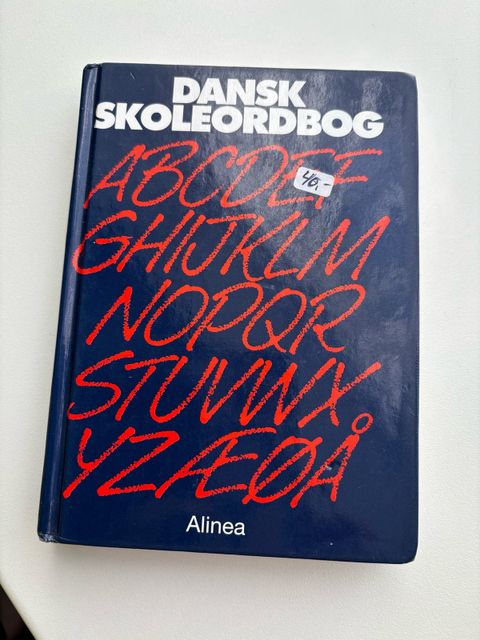 DANSK
SKOLEORDBOG
ABCDEF
40,-
GHIJKLM
NOPQR
STUVWX
YZÆØÅ
Alinea